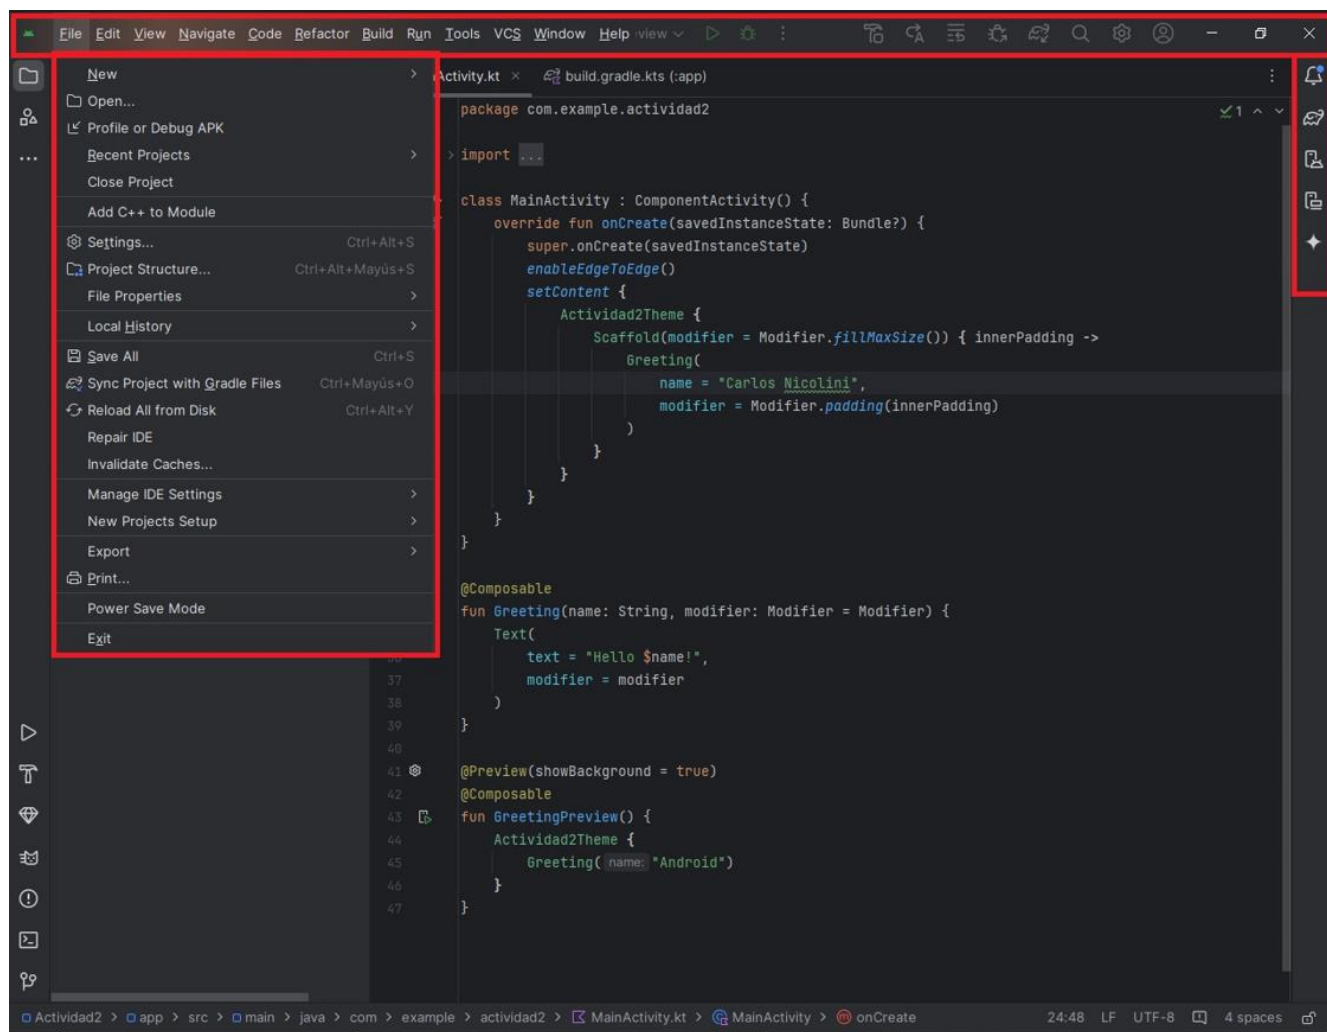 File Edit View Navigate Code Refactor Build Run Tools VCS Window Help view
New
Open...
Profile or Debug APK
Recent Projects
Close Project
Add C++ to Module
Settings... Ctrl+Alt+S
Project Structure... Ctrl+Alt+Mayús+S
File Properties
Local History
Save All Ctrl+S
Sync Project with Gradle Files Ctrl+Mayús+O
Reload All from Disk Ctrl+Alt+Y
Repair IDE
Invalidate Caches...
Manage IDE Settings
New Projects Setup
Export
Print...
Power Save Mode
Exit
Activity.kt × build.gradle.kts (:app)
1
package com.example.actividad2
import ...
class MainActivity : ComponentActivity() {
override fun onCreate(savedInstanceState: Bundle?) {
super.onCreate(savedInstanceState)
enableEdgeToEdge()
setContent {
Actividad2Theme {
Scaffold(modifier = Modifier.fillMaxSize()) { innerPadding ->
Greeting(
name = "Carlos Nicolini",
modifier = Modifier.padding(innerPadding)
)
}
}
}
}
}
@Composable
fun Greeting(name: String, modifier: Modifier = Modifier) {
Text(
text = "Hello $name!",
37 modifier = modifier
38 )
39 }
40
41 @Preview(showBackground = true)
42 @Composable
43 fun GreetingPreview() {
44 Actividad2Theme {
45 Greeting( name: "Android")
46 }
47 }
Actividad2 > app > src > main > java > com > example > actividad2 > MainActivity.kt > MainActivity > onCreate 24:48 LF UTF-8 4 spaces